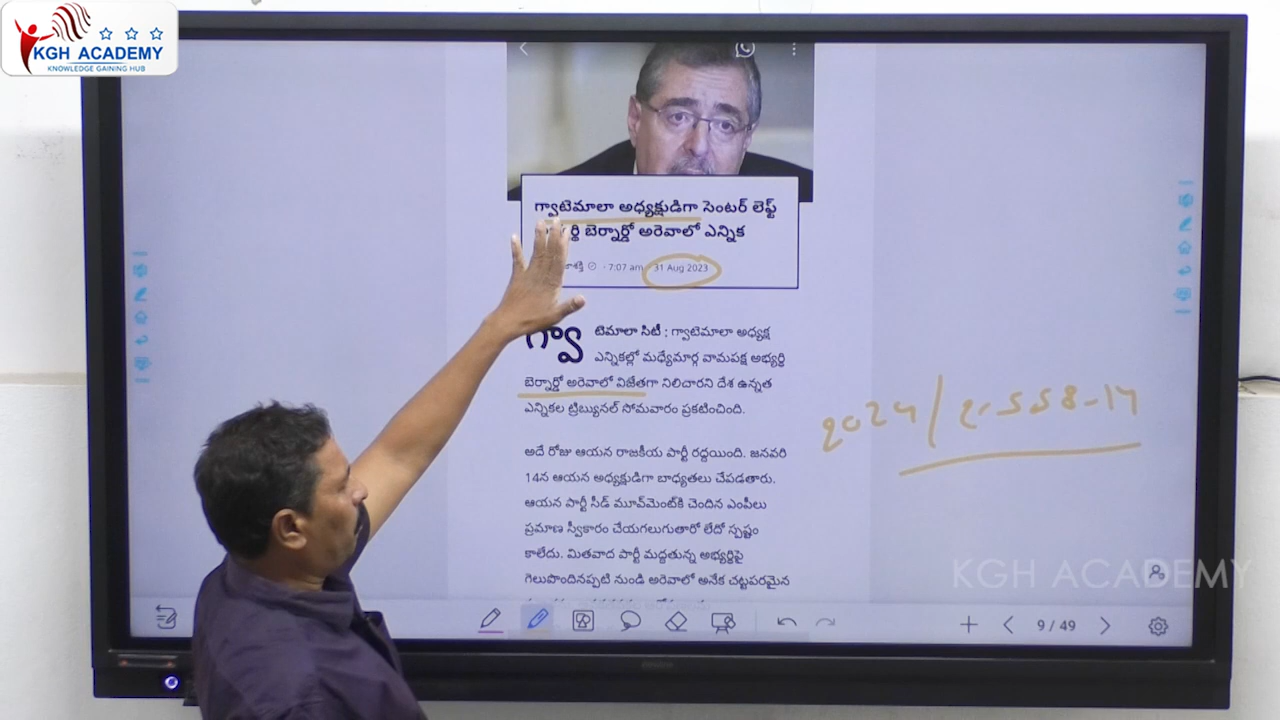 KGH ACADEMY
KNOWLEDGE GAINING HUB
గ్వాటెమాలా అధ్యక్షుడిగా సెంటర్ లెఫ్ట్
బెర్నార్డో అరెవాలో ఎన్నిక
7:07 am 31 Aug 2023
గ్వా
టెమాలా సిటీ : గ్వాటెమాలా అధ్యక్ష
ఎన్నికల్లో మధ్యేమార్గ వామపక్ష అభ్యర్థి
బెర్నార్డో అరెవాలో విజేతగా నిలిచారని దేశ ఉన్నత
ఎన్నికల ట్రిబ్యునల్ సోమవారం ప్రకటించింది.
అదే రోజు ఆయన రాజకీయ పార్టీ రద్దయింది. జనవరి
14న ఆయన అధ్యక్షుడిగా బాధ్యతలు చేపడతారు.
ఆయన పార్టీ సీడ్ మూవ్‌మెంట్‌కి చెందిన ఎంపీలు
ప్రమాణ స్వీకారం చేయగలుగుతారో లేదో స్పష్టం
కాలేదు. మితవాద పార్టీ మద్దతున్న అభ్యర్థిపై
గెలుపొందినప్పటి నుండి అరెవాలో అనేక చట్టపరమైన
KGH ACADEMY
9 / 49